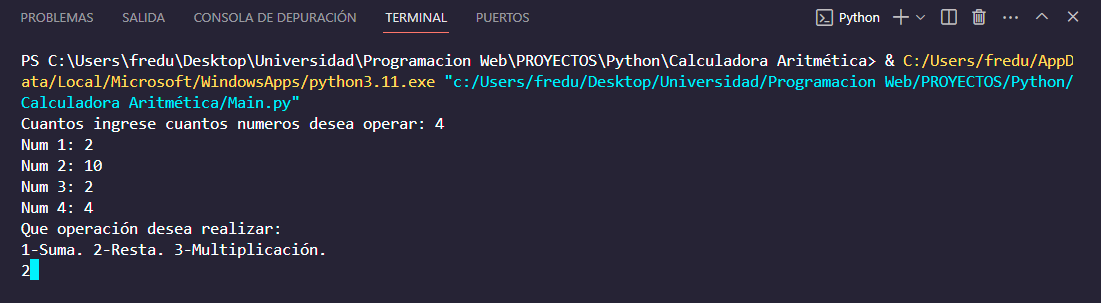 PROBLEMAS SALIDA CONSOLA DE DEPURACIÓN TERMINAL PUERTOS Python
PS C:\Users\fredu\Desktop\Universidad\Programacion Web\PROYECTOS\Python\Calculadora Aritmética> & C:/Users/fredu/AppD
ata/Local/Microsoft/WindowsApps/python3.11.exe "c:/Users/fredu/Desktop/Universidad/Programacion Web/PROYECTOS/Python/
Calculadora Aritmética/Main.py"
Cuantos ingrese cuantos numeros desea operar: 4
Num 1: 2
Num 2: 10
Num 3: 2
Num 4: 4
Que operación desea realizar:
1-Suma. 2-Resta. 3-Multiplicación.
2